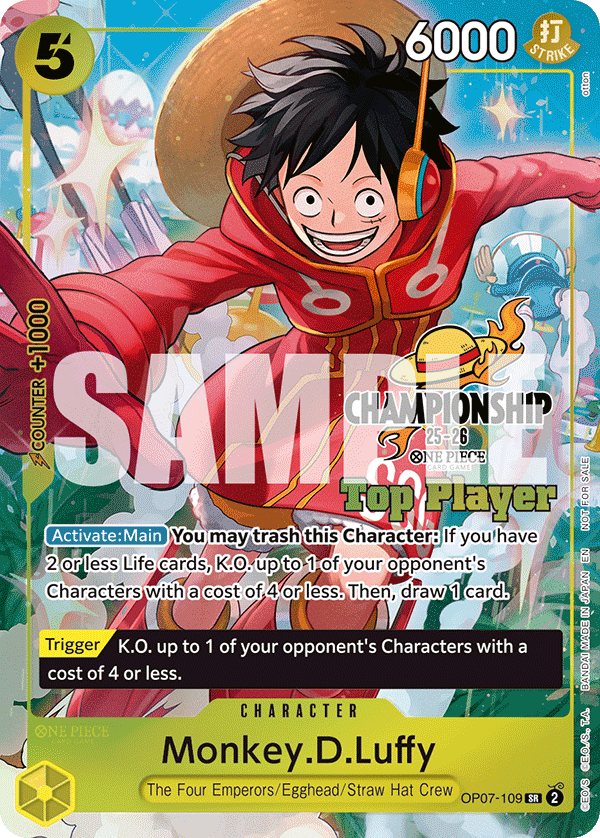 5
6000
打
STRIKE
otton
COUNTER +1000
SAMPLE
CHAMPIONSHIP
25-26
ONE PIECE
CARD GAME
S2
Top Player
Activate:Main You may trash this Character: If you have
2 or less Life cards, K.O. up to 1 of your opponent's
Characters with a cost of 4 or less. Then, draw 1 card.
Trigger K.O. up to 1 of your opponent's Characters with a
cost of 4 or less.
CHARACTER
ONE PIECE
CARD GAME
Monkey.D.Luffy
The Four Emperors/Egghead/Straw Hat Crew
OP07-109 SR 2
©E.O/S ©E.O./S., T.A. BANDAI MADE IN JAPAN EN NOT FOR SALE